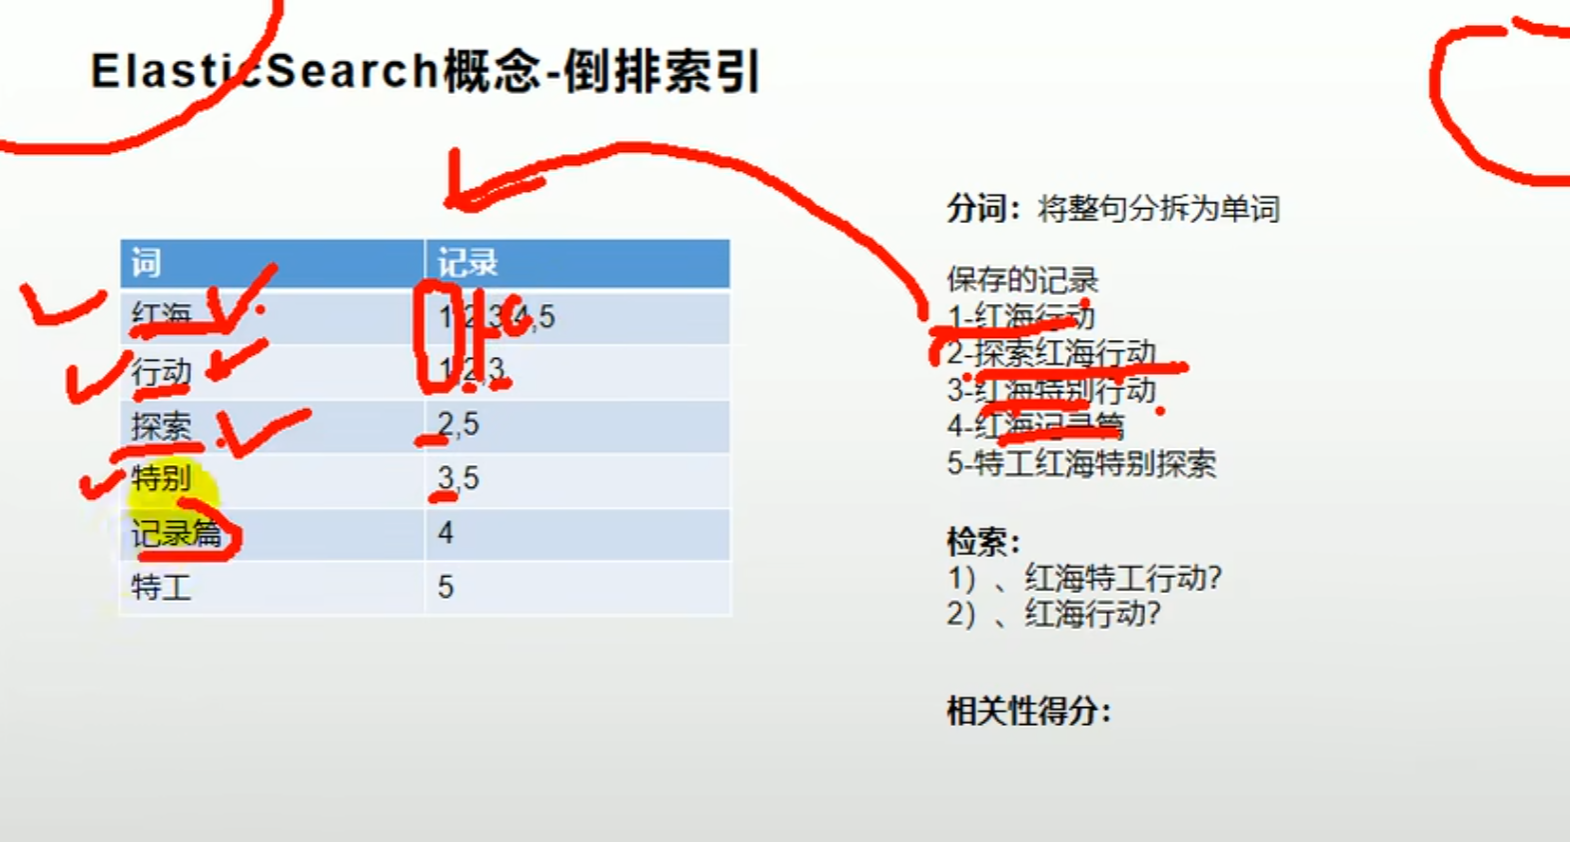 ElasticSearch概念-倒排索引
分词：将整句分拆为单词
词 记录
红海 1,2,3,4,5
行动 1,2,3
探索 2,5
特别 3,5
记录篇 4
特工 5
保存的记录
1-红海行动
2-探索红海行动
3-红海特别行动
4-红海记录篇
5-特工红海特别探索
检索：
1）、红海特工行动?
2）、红海行动?
相关性得分：